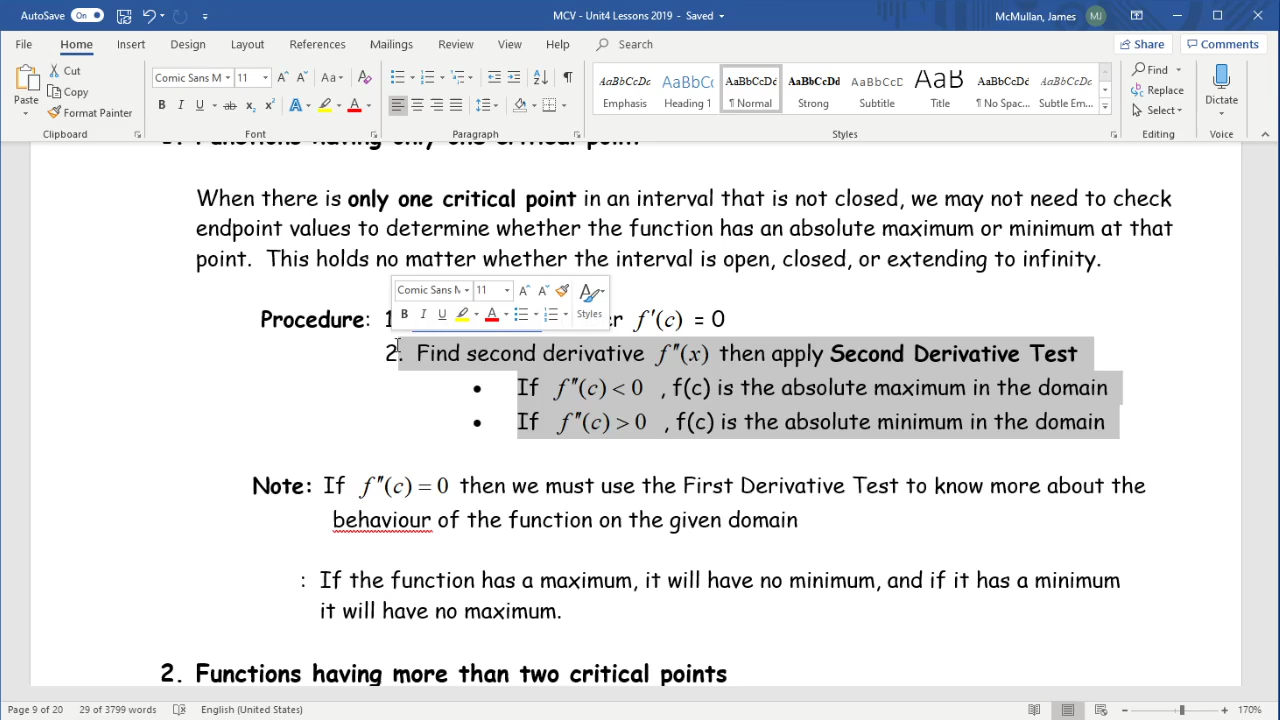 AutoSave On MCV - Unit4 Lessons 2019 - Saved McMullan, James MJ
File Home Insert Design Layout References Mailings Review View Help Search Share Comments
Paste Cut Copy Format Painter
Clipboard
Comic Sans M 11
Font
Paragraph
AaBbCcDc AaBbCc AaBbCcDc AaBbCcDd AaBbCcD AaB AaBbCcDc AaBbCcDc
Emphasis Heading 1 ¶ Normal Strong Subtitle Title ¶ No Spac... Subtle Em...
Styles
Find Replace Select
Editing
Dictate
Voice
When there is only one critical point in an interval that is not closed, we may not need to check
endpoint values to determine whether the function has an absolute maximum or minimum at that
point. This holds no matter whether the interval is open, closed, or extending to infinity.
Comic Sans M 11
B I U A Styles
Procedure: f′(c) = 0
2. Find second derivative f″(x) then apply Second Derivative Test
• If f″(c) < 0 , f(c) is the absolute maximum in the domain
• If f″(c) > 0 , f(c) is the absolute minimum in the domain
Note: If f″(c) = 0 then we must use the First Derivative Test to know more about the
behaviour of the function on the given domain
: If the function has a maximum, it will have no minimum, and if it has a minimum
it will have no maximum.
2. Functions having more than two critical points
Page 9 of 20 29 of 3799 words English (United States) 170%